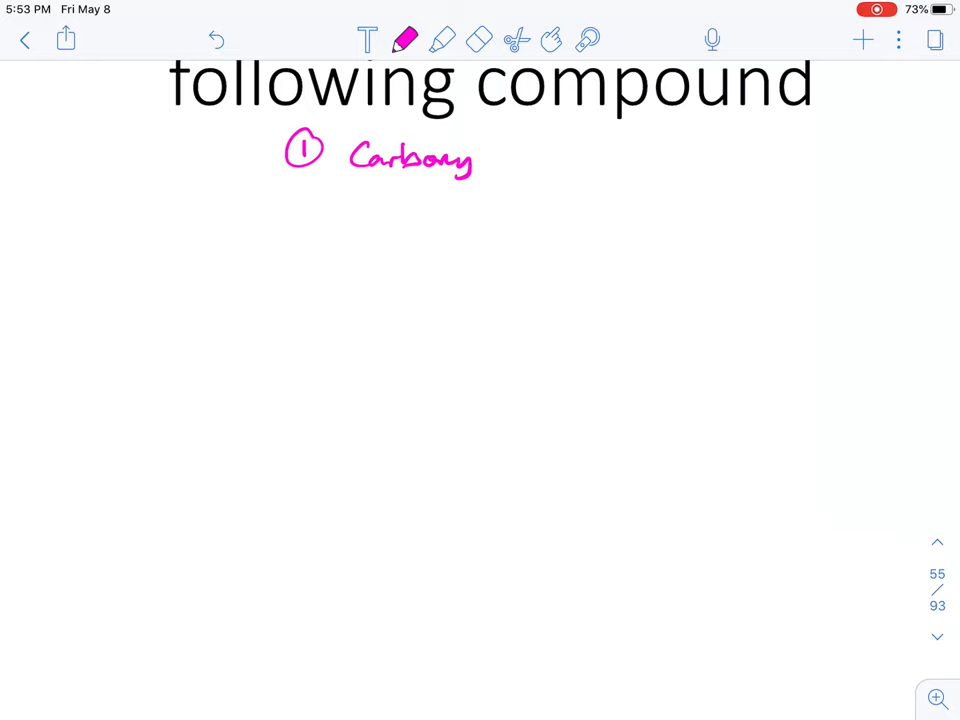 5:53 PM Fri May 8
73%
T
following compound
① Carbony
55
/
93